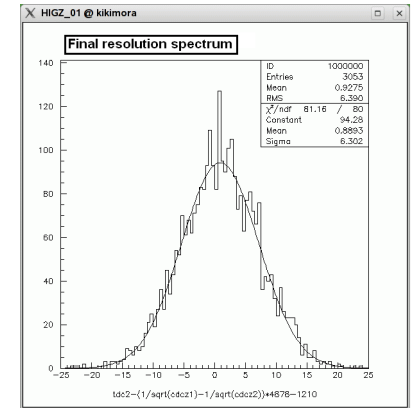 HIGZ_01 @ kikimora
Final resolution spectrum
ID 1000000
Entries 3053
Mean 0.9275
RMS 6.390
χ²/ndf 61.16 / 80
Constant 94.28
Mean 0.8893
Sigma 6.302
140
120
100
80
60
40
20
0
-25 -20 -15 -10 -5 0 5 10 15 20 25
tdc2-(1/sqrt(cdcz1)-1/sqrt(cdcz2))*4678-1210